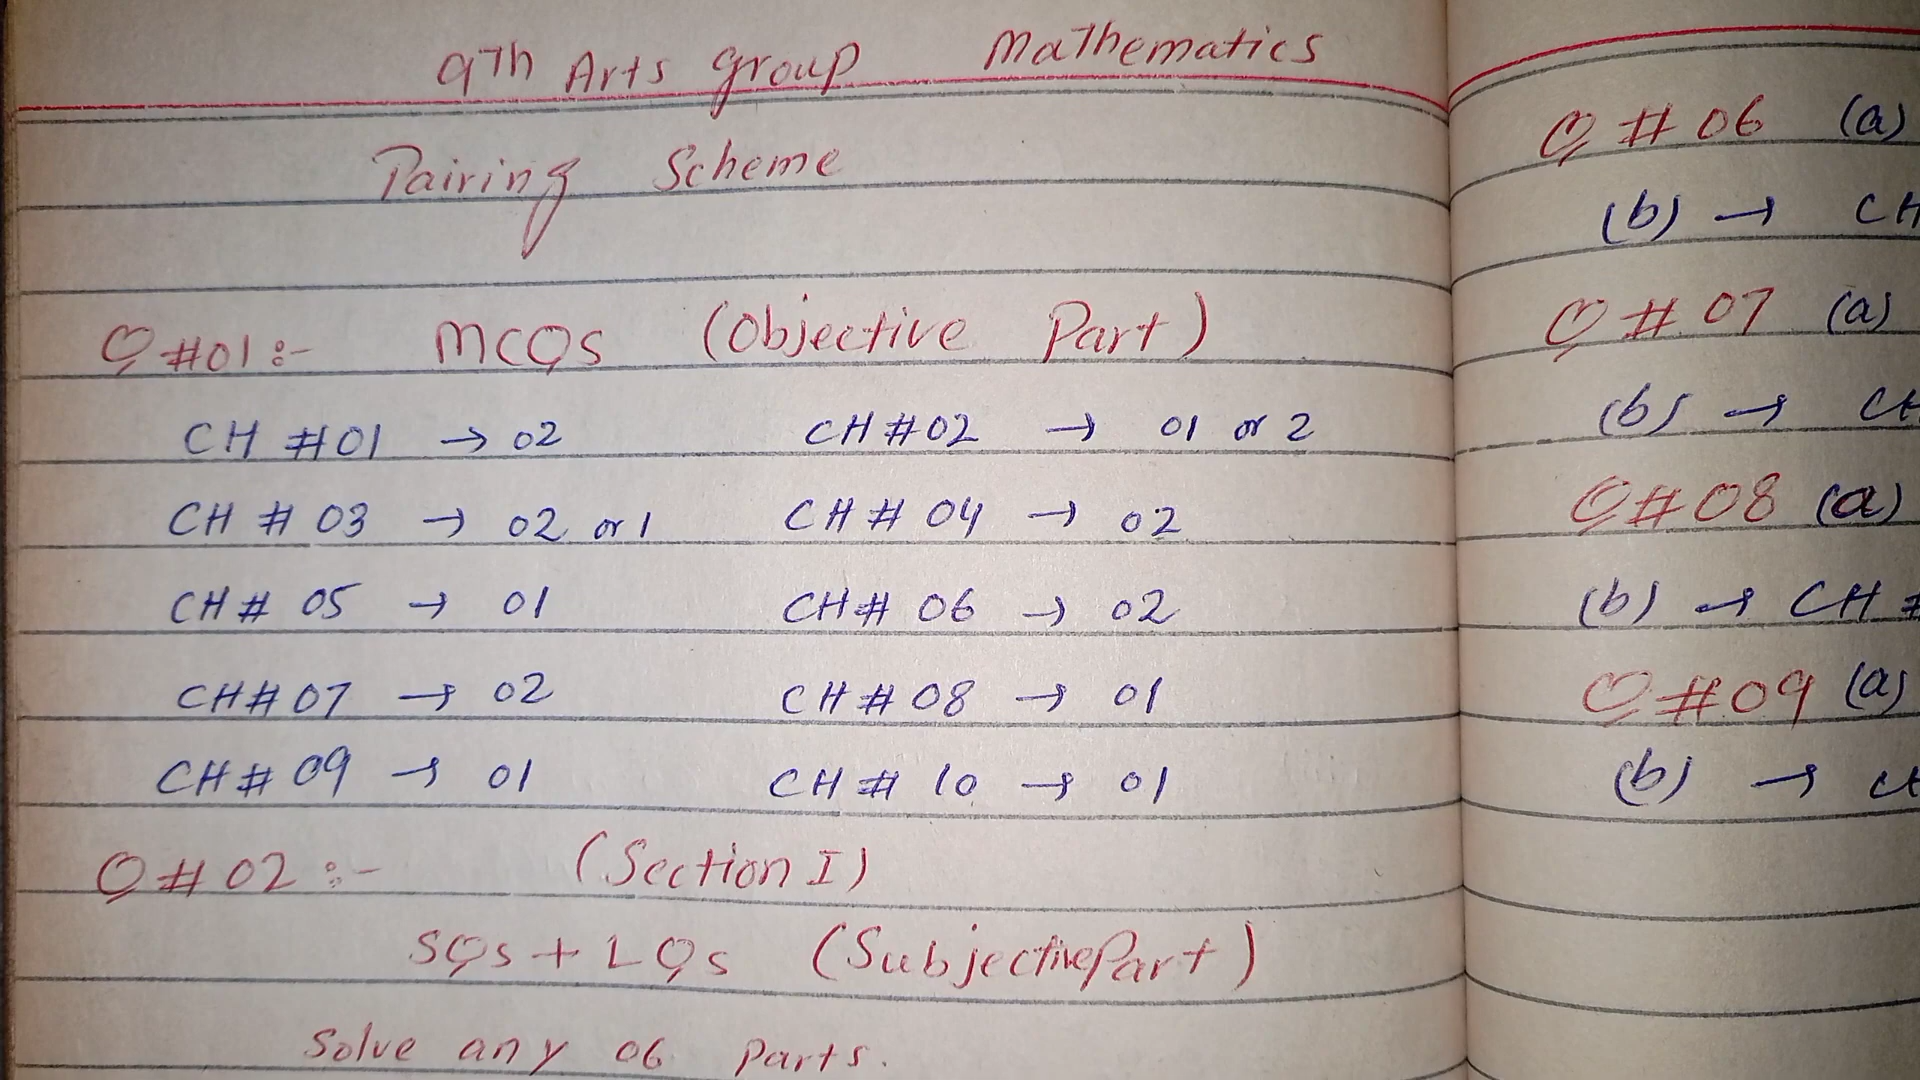 9Th Arts group Mathematics
Pairing Scheme
Q #01 :- MCQs (Objective Part)
CH #01 → 02 CH #02 → 01 or 2
CH # 03 → 02 or 1 CH # 04 → 02
CH # 05 → 01 CH # 06 → 02
CH # 07 → 02 CH # 08 → 01
CH # 09 → 01 CH # 10 → 01
Q # 02 :- (Section I)
SQs + LQs (Subjective Part)
Solve any 06 Parts.
Q # 06 (a)
(b) → CH
Q # 07 (a)
(b) → CH
Q # 08 (a)
(b) → CH #
Q # 09 (a)
(b) → CH